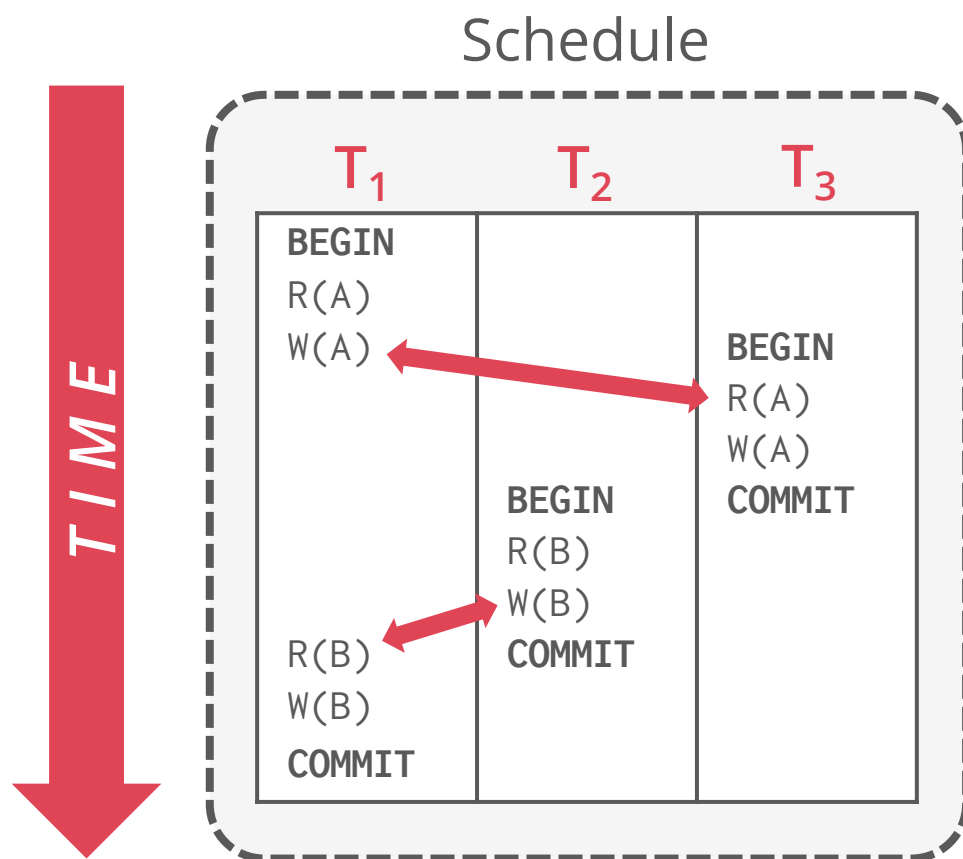 Schedule
TIME
T1 T2 T3
BEGIN
R(A)
W(A)
R(B)
W(B)
COMMIT
BEGIN
R(B)
W(B)
COMMIT
BEGIN
R(A)
W(A)
COMMIT